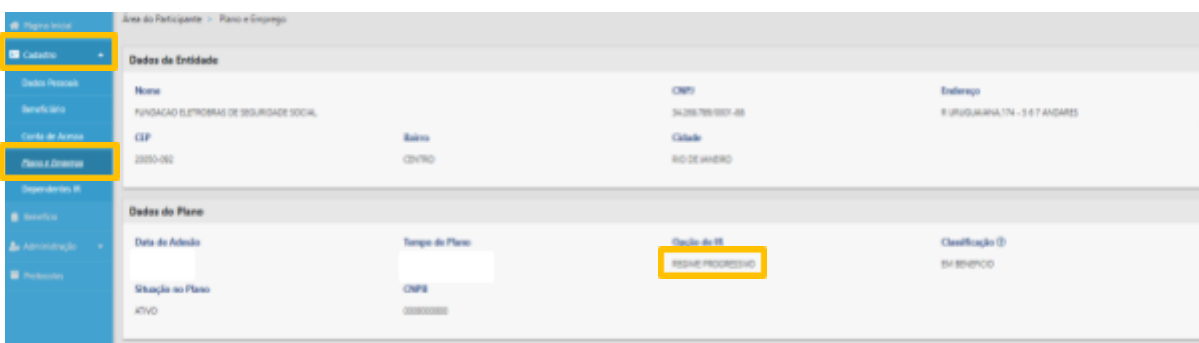 Página Inicial
Área do Participante > Plano e Emprego
Cadastro
Dados Pessoais
Beneficiário
Conta de Acesso
Plano e Emprego
Dependentes IR
Benefício
Administração
Protocolos
Dados da Entidade
Nome CNPJ Endereço
FUNDACAO ELETROBRAS DE SEGURIDADE SOCIAL R URUGUAIANA, 174 - 5 6 7 ANDARES
CEP Bairro Cidade
CENTRO RIO DE JANEIRO
Dados do Plano
Data de Adesão Tempo de Plano Opção de IR Classificação
REGIME PROGRESSIVO EM BENEFICIO
Situação no Plano CNPB
ATIVO 0000000000